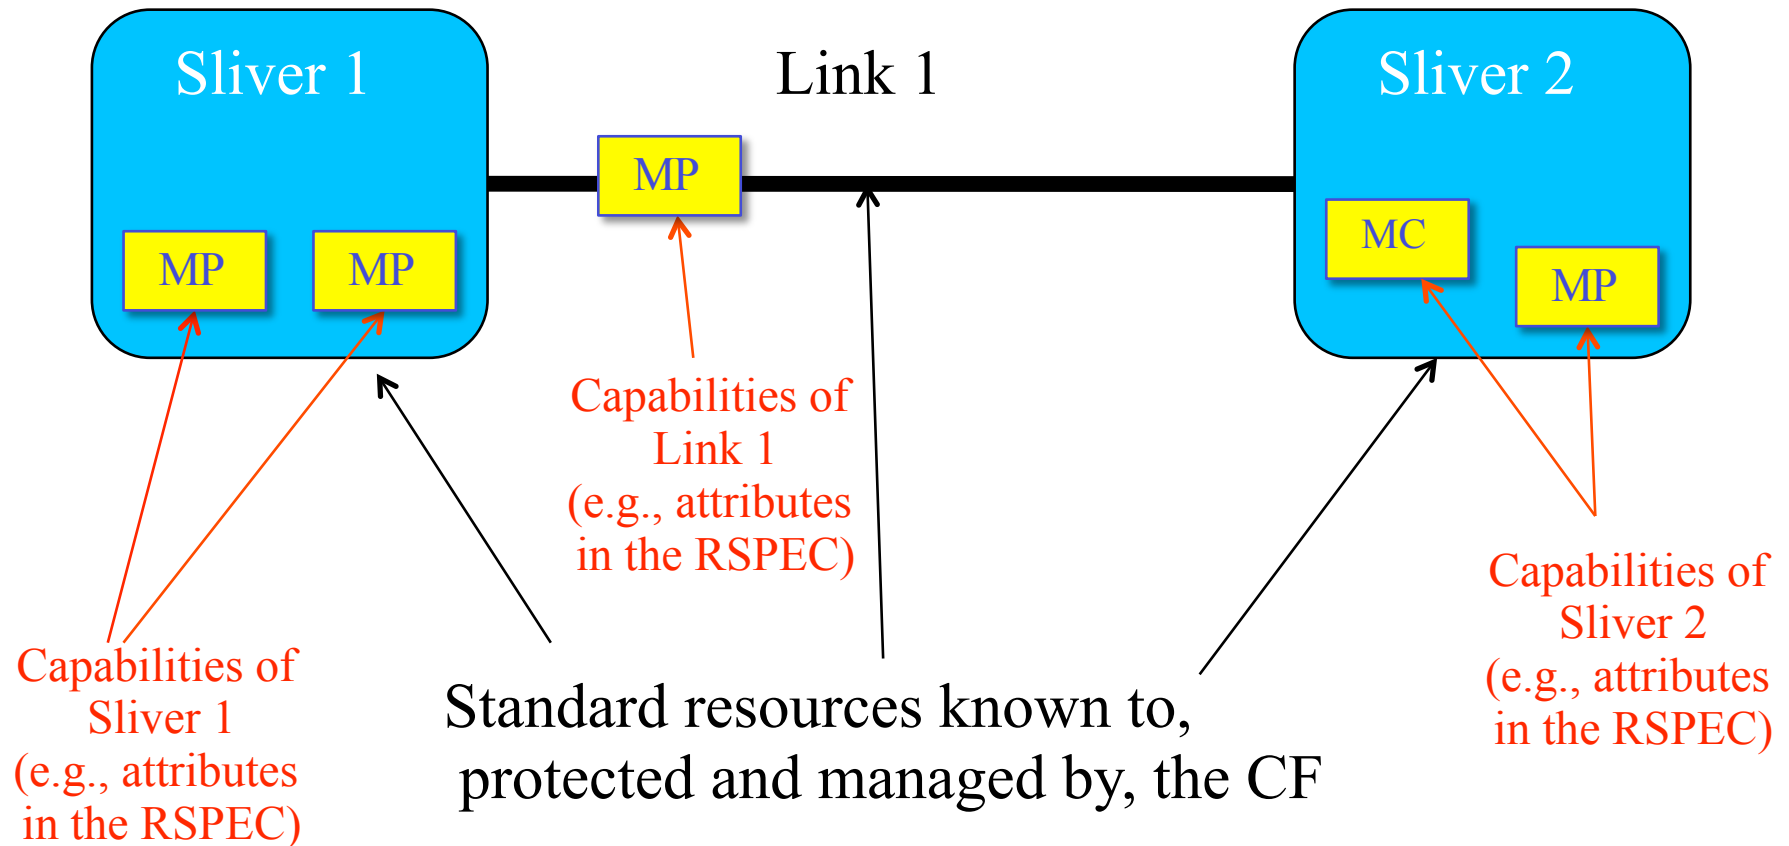 Sliver 1
Link 1
Sliver 2
MP
MP
MP
MC
MP
Capabilities of
Link 1
(e.g., attributes
in the RSPEC)
Capabilities of
Sliver 1
(e.g., attributes
in the RSPEC)
Standard resources known to,
protected and managed by, the CF
Capabilities of
Sliver 2
(e.g., attributes
in the RSPEC)